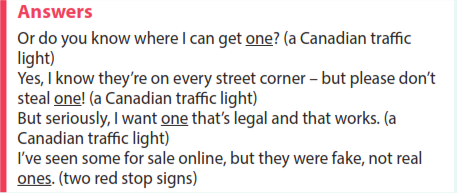 Answers
Or do you know where I can get one? (a Canadian traffic
light)
Yes, I know they're on every street corner – but please don't
steal one! (a Canadian traffic light)
But seriously, I want one that's legal and that works. (a
Canadian traffic light)
I've seen some for sale online, but they were fake, not real
ones. (two red stop signs)